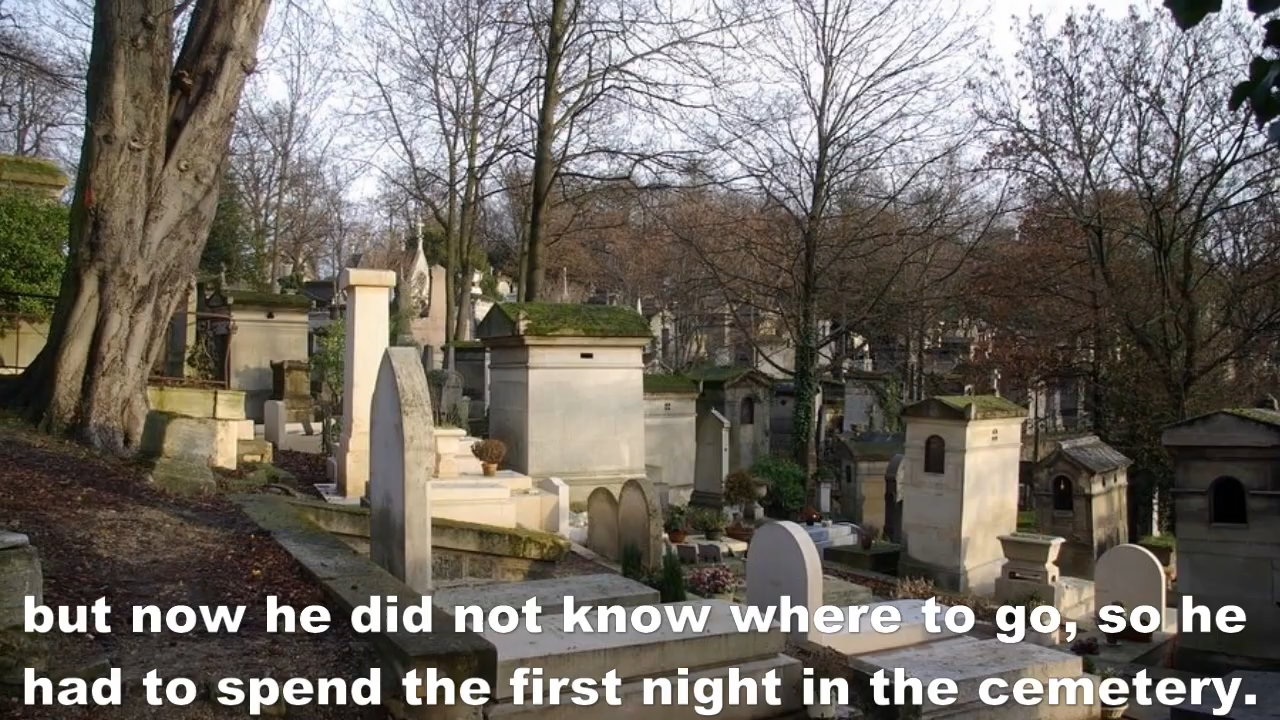 but now he did not know where to go, so he
had to spend the first night in the cemetery.